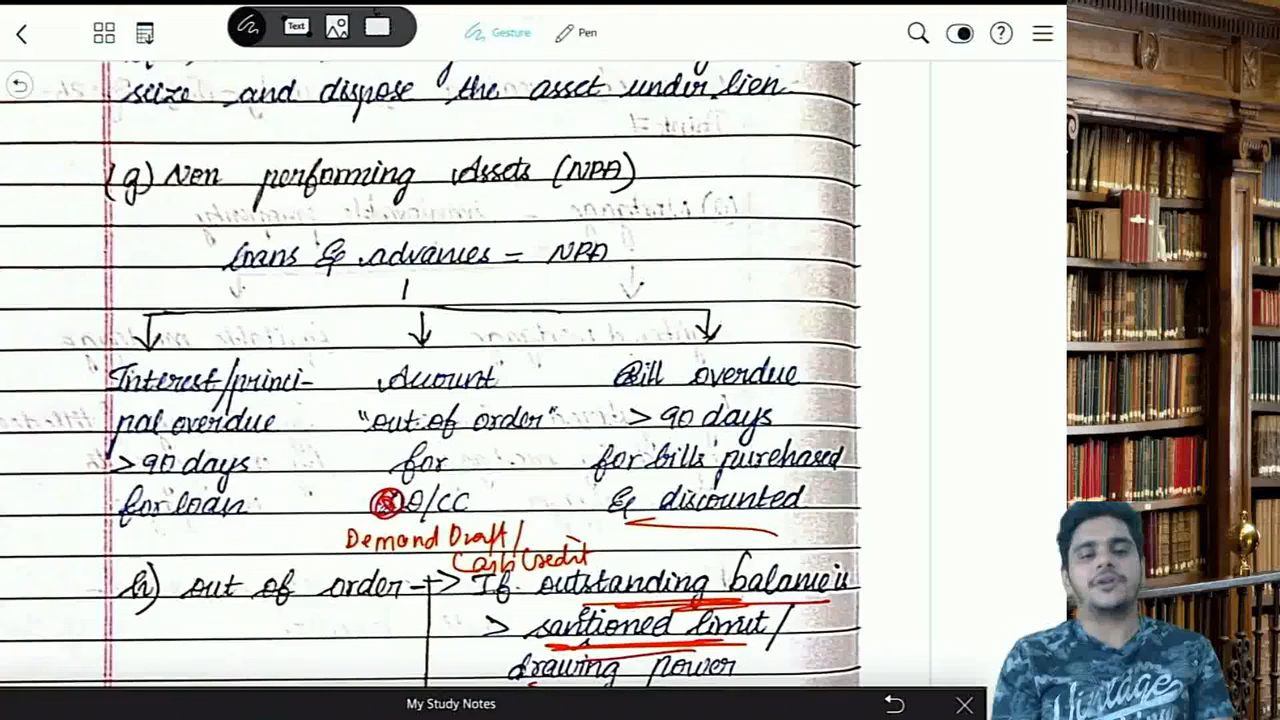 Text
Gesture
Pen
seize and dispose the asset under lien.
(g) Non performing Assets (NPA)
loans & advances = NPA
Interest/princi- Account Bill overdue
pal overdue "out of order" > 90 days
> 90 days for for bills purchased
for loan D/CC & discounted
Demand Draft/
Cash Credit
h) out of order -> If outstanding balance is
> sanctioned limit/
drawing power
My Study Notes
Vintage